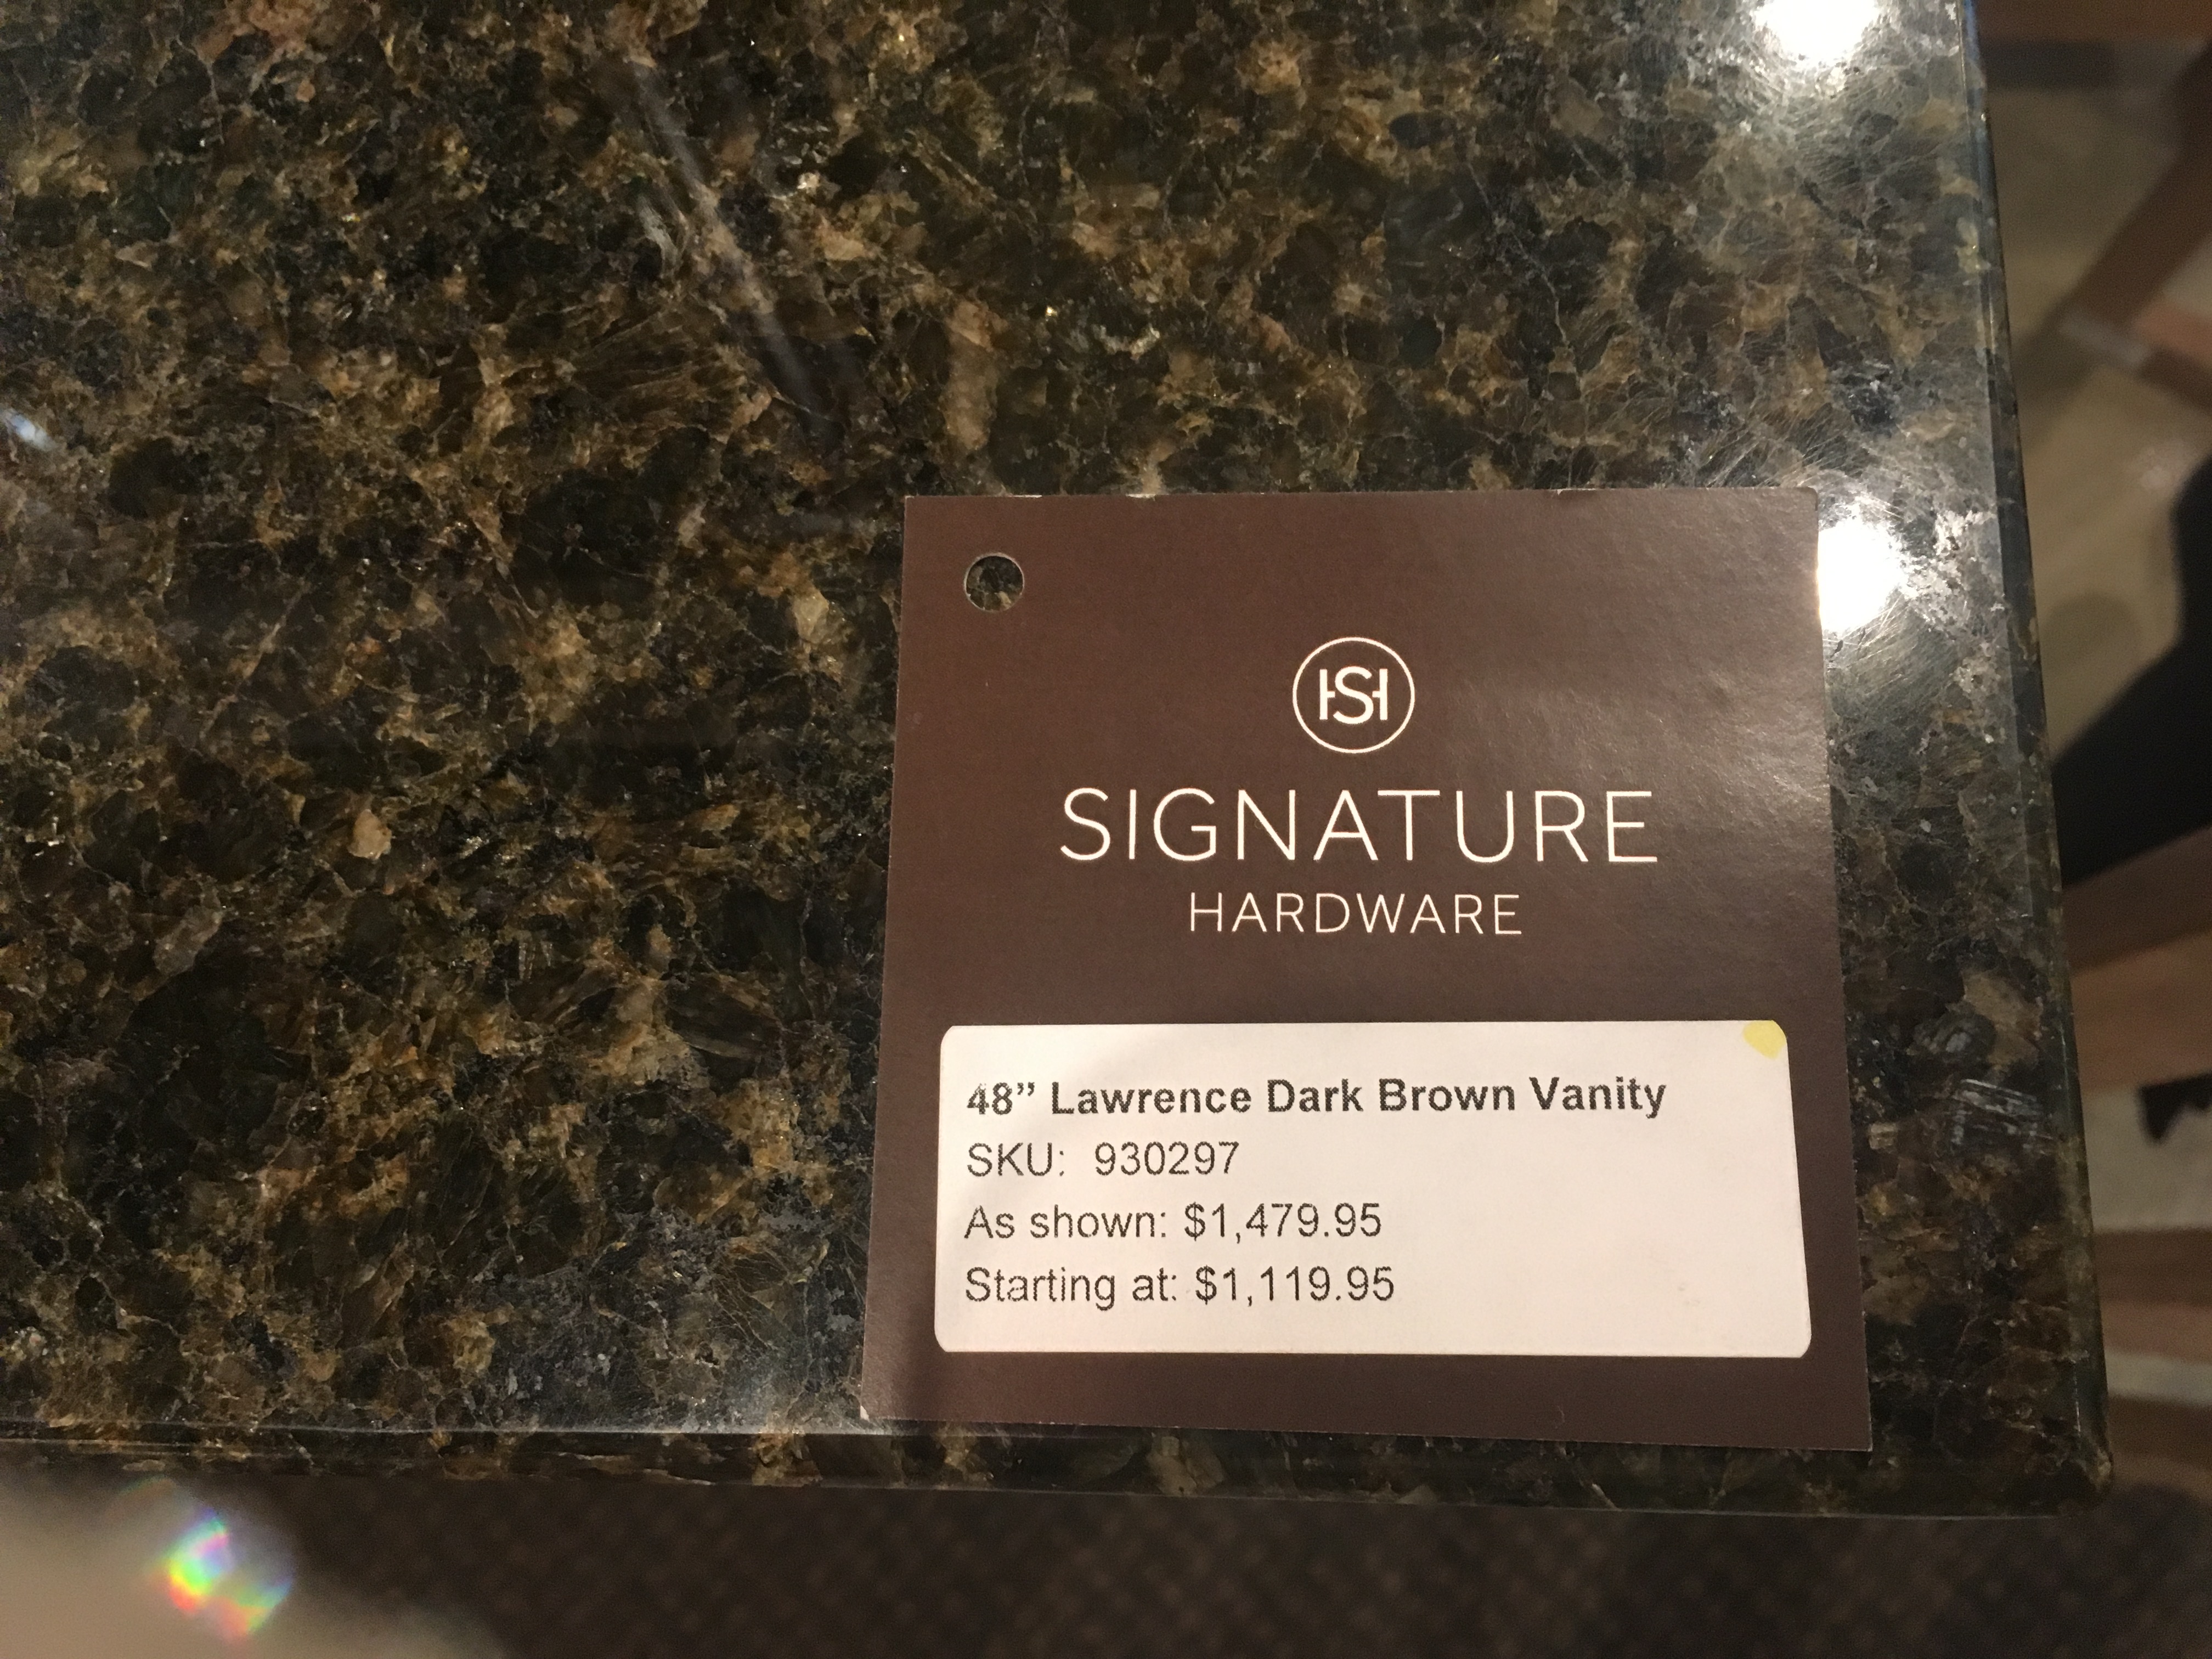 HS
SIGNATURE
HARDWARE
48” Lawrence Dark Brown Vanity
SKU: 930297
As shown: $1,479.95
Starting at: $1,119.95